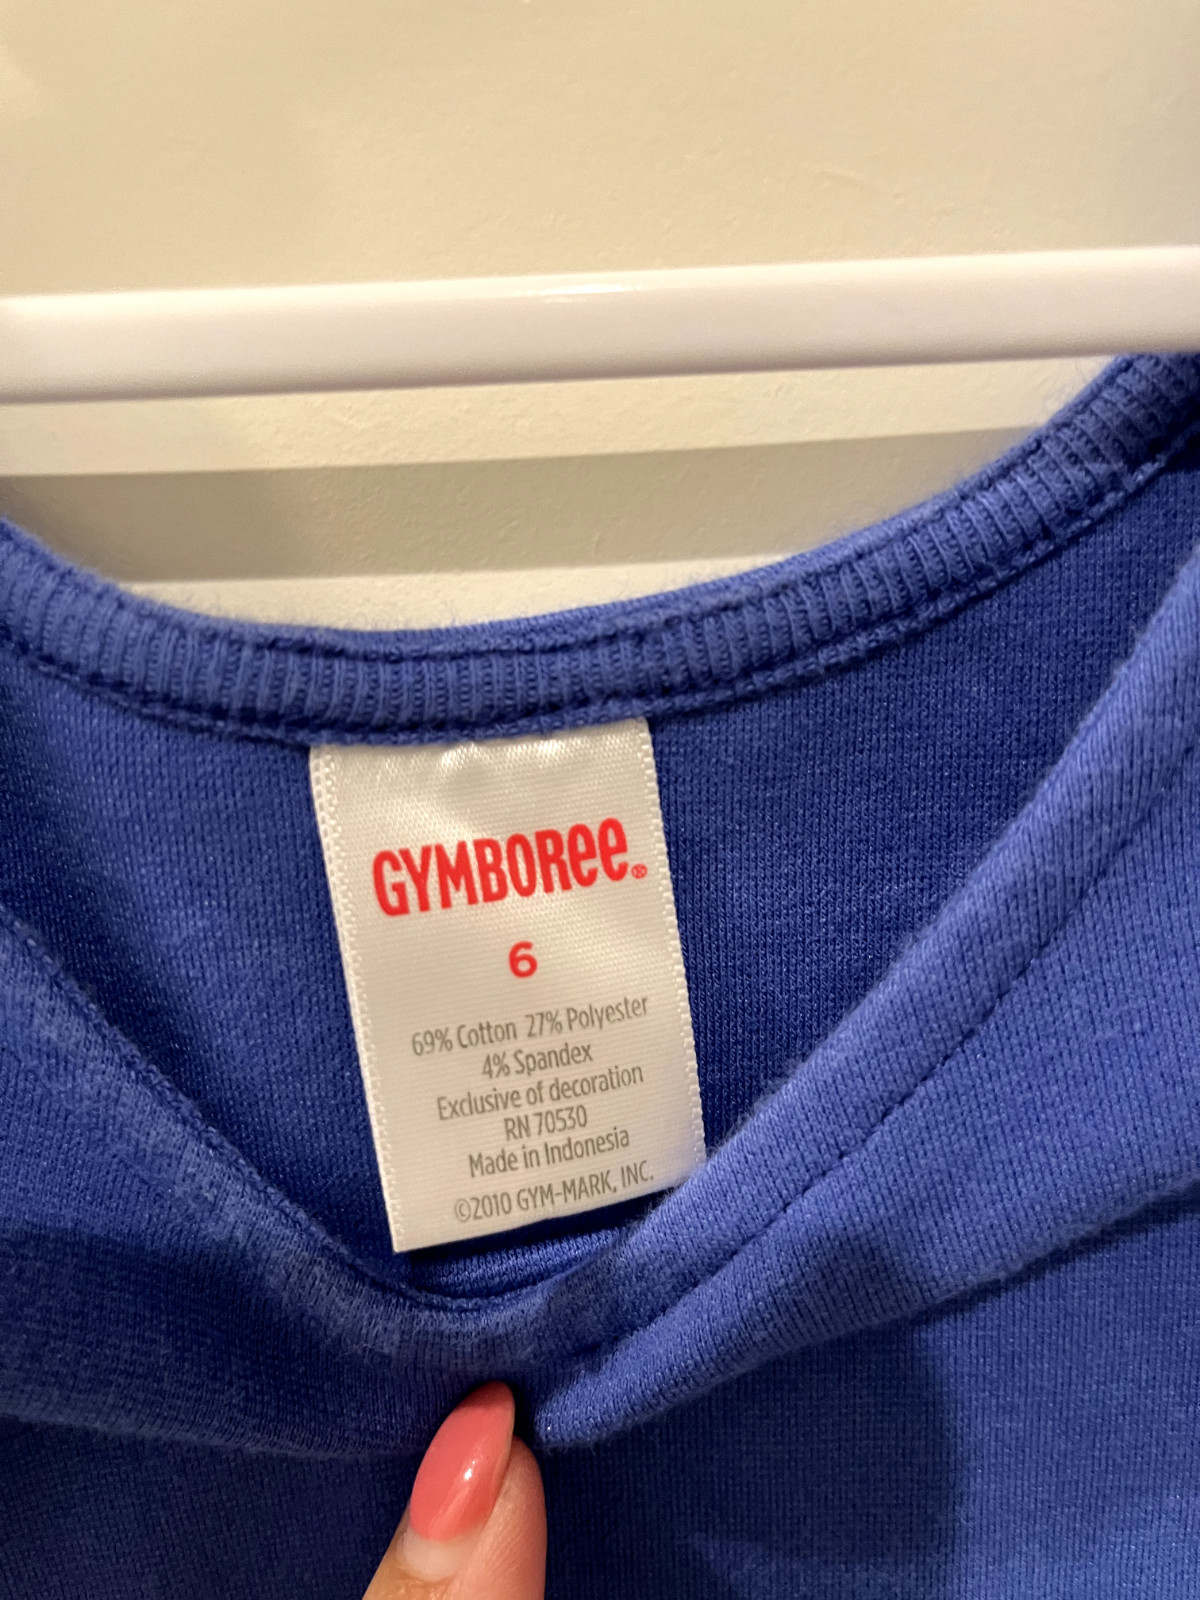 GYMBOREE®
6
69% Cotton 27% Polyester
4% Spandex
Exclusive of decoration
RN 70530
Made in Indonesia
©2010 GYM-MARK, INC.